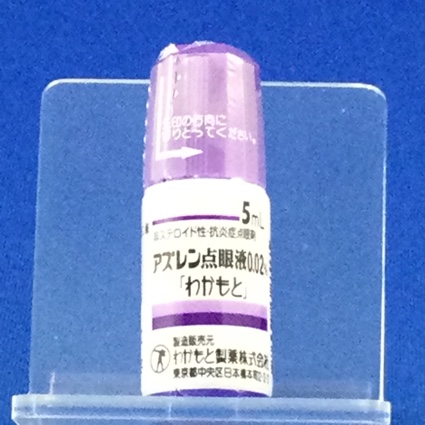 印の方向に
りとってください。
5mL
ステロイド性・抗炎症点眼剤
アズレン点眼液0.02%
「わかもと」
製造販売元
わかもと製薬株式会社
東京都中央区日本橋本町